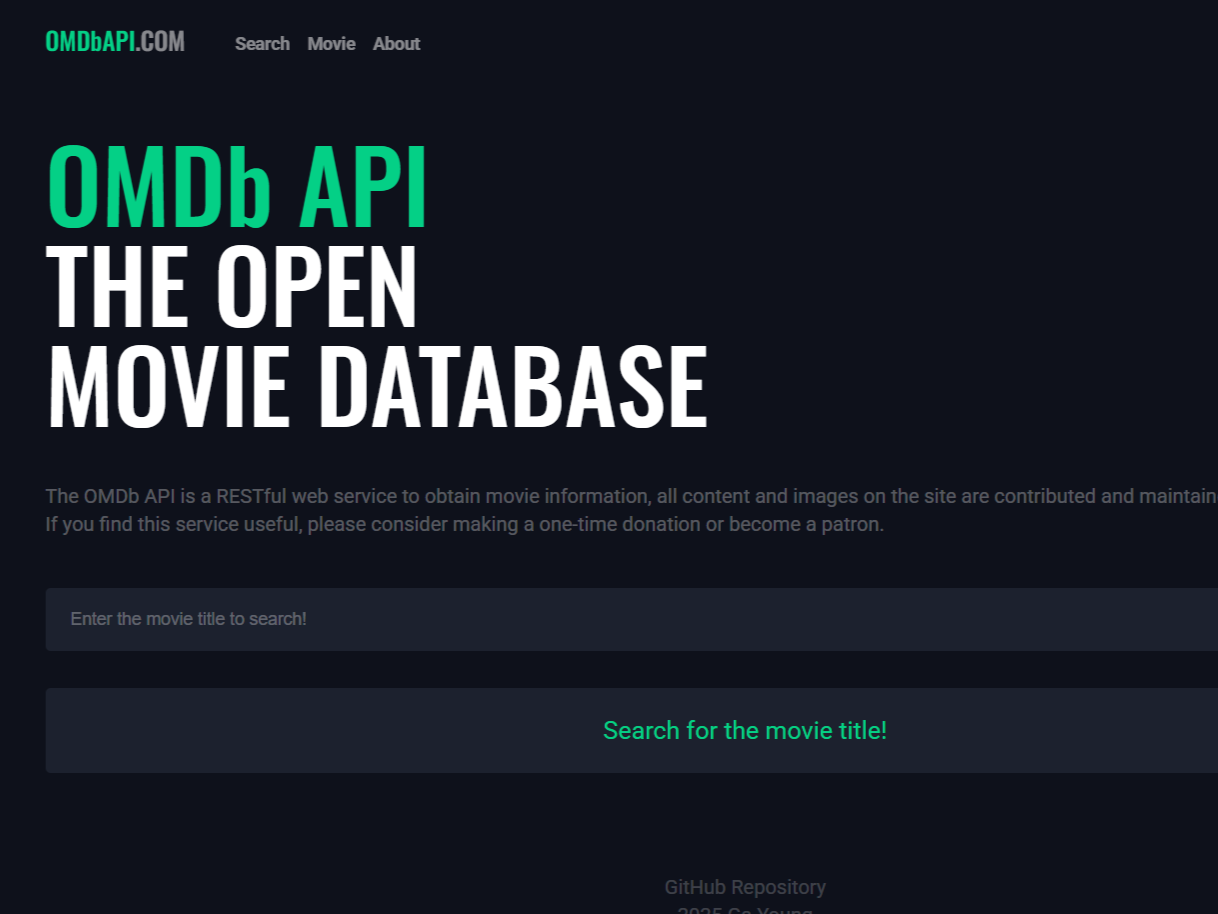 OMDbAPI.COM
Search Movie About
OMDb API
THE OPEN
MOVIE DATABASE
The OMDb API is a RESTful web service to obtain movie information, all content and images on the site are contributed and maintain
If you find this service useful, please consider making a one-time donation or become a patron.
Enter the movie title to search!
Search for the movie title!
GitHub Repository
2025 Go Young